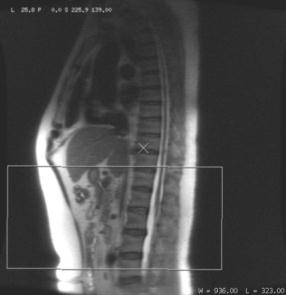 L 25.8 P 0.0 S 225.9 139.00
W = 936.00 L = 323.00